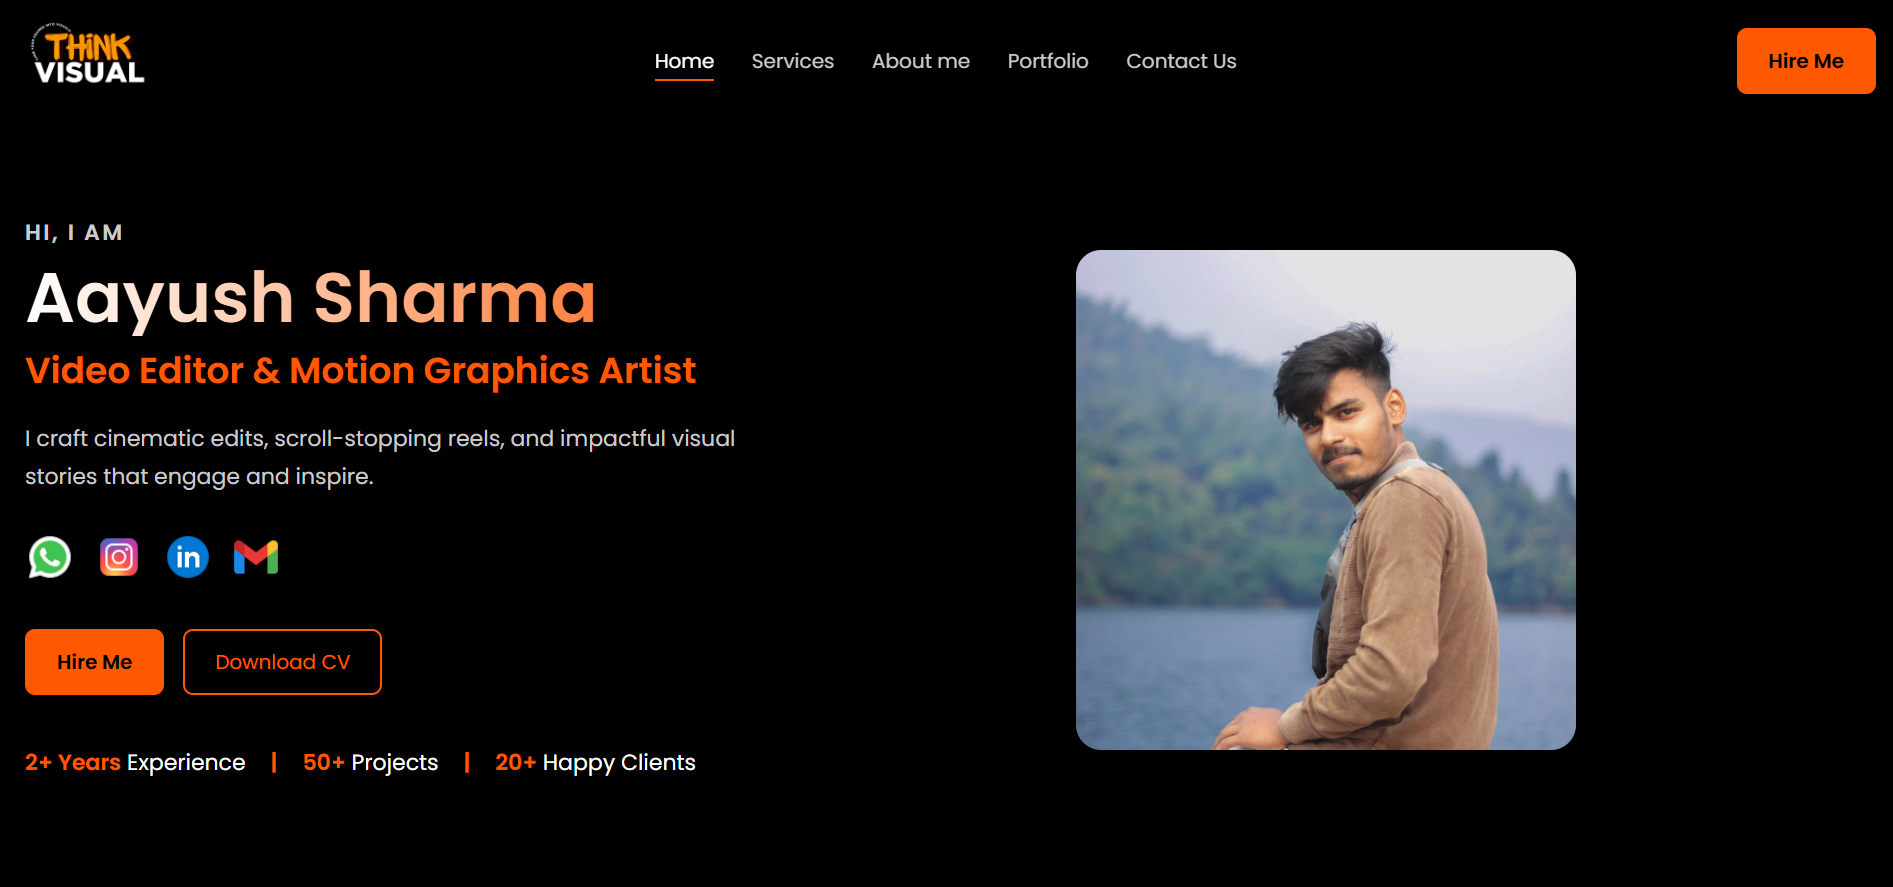 THINK
VISUAL
Home Services About me Portfolio Contact Us
Hire Me
HI, I AM
Aayush Sharma
Video Editor & Motion Graphics Artist
I craft cinematic edits, scroll-stopping reels, and impactful visual
stories that engage and inspire.
in
Hire Me Download CV
2+ Years Experience | 50+ Projects | 20+ Happy Clients